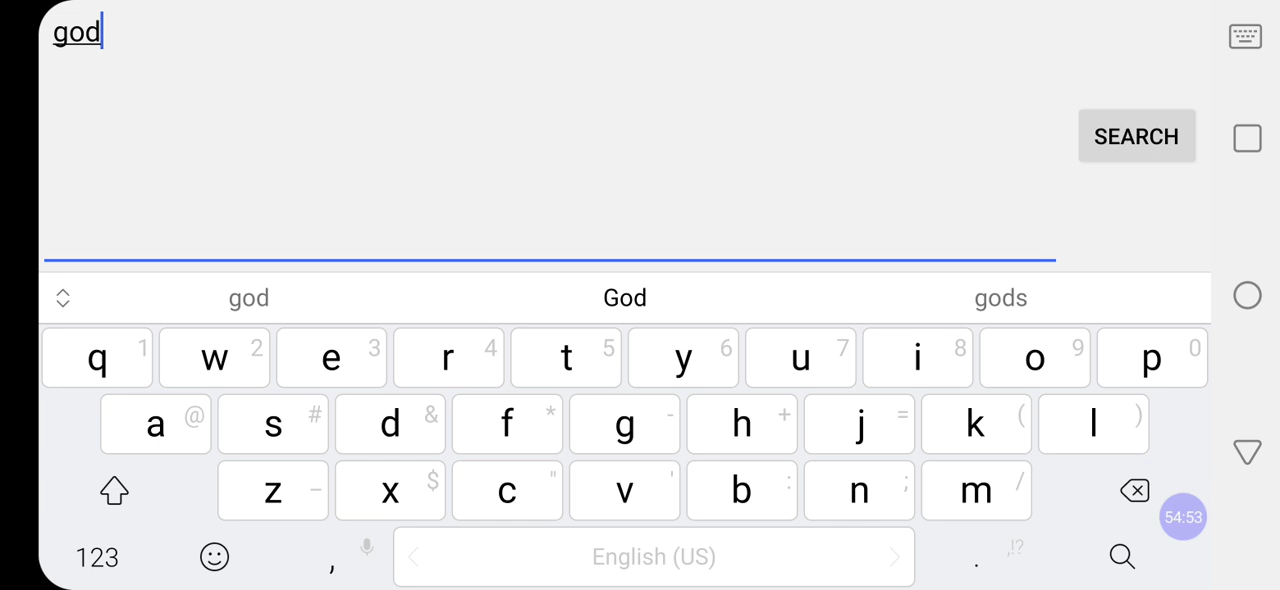 god
SEARCH
god God gods
q 1 w 2 e 3 r 4 t 5 y 6 u 7 i 8 o 9 p 0
a @ s # d & f * g - h + j = k ( l )
z _ x $ c " v ' b : n ; m /
54:53
123 , English (US) . ,!?